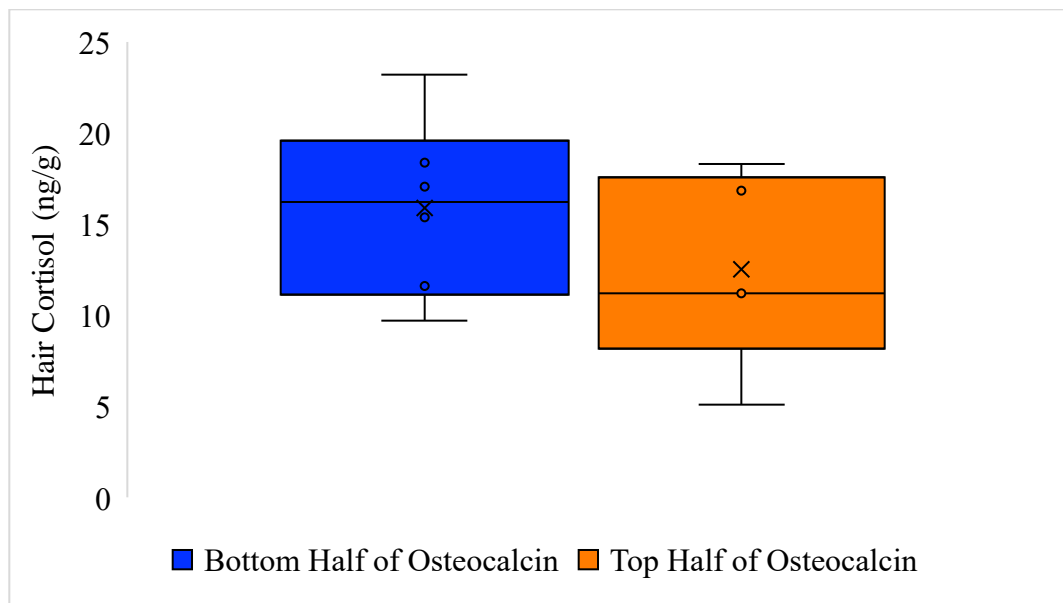 25
20
15
10
5
0
Hair Cortisol (ng/g)
Bottom Half of Osteocalcin
Top Half of Osteocalcin